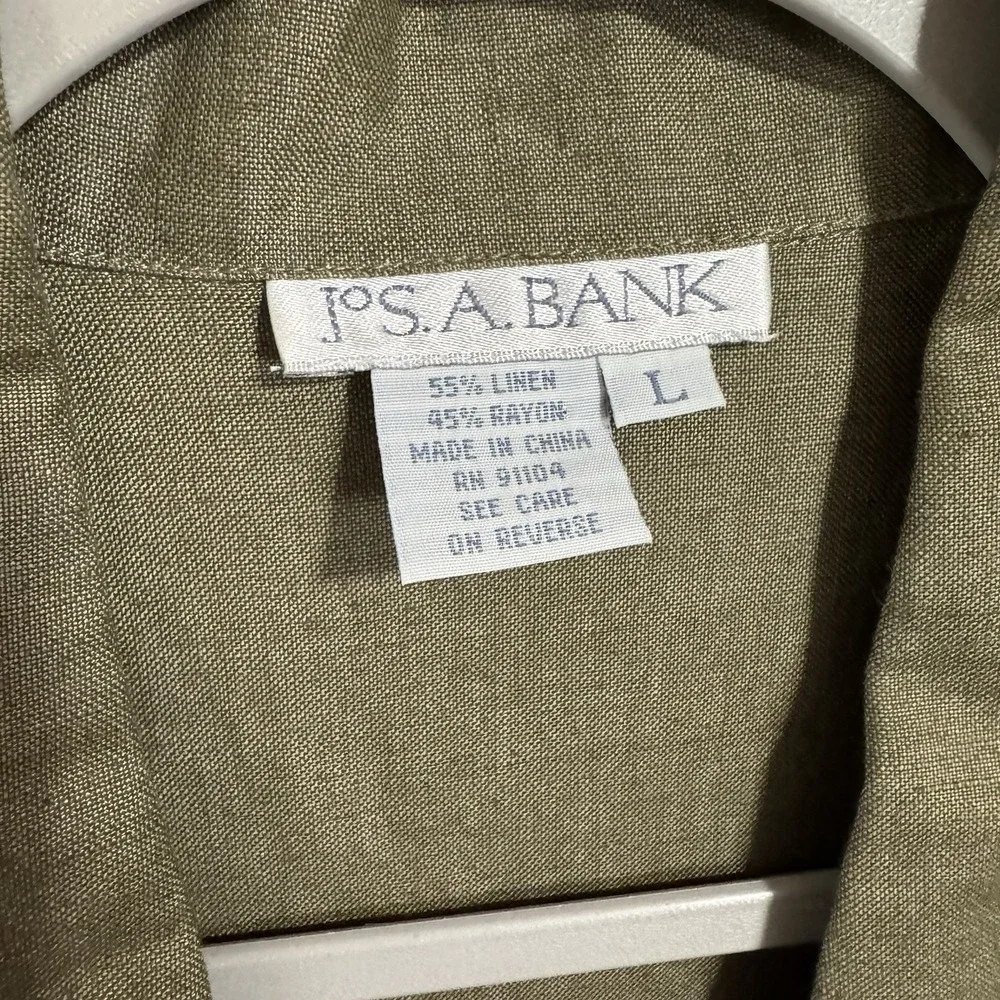 JoS. A. BANK
L
55% LINEN
45% RAYON
MADE IN CHINA
RN 91104
SEE CARE
ON REVERSE